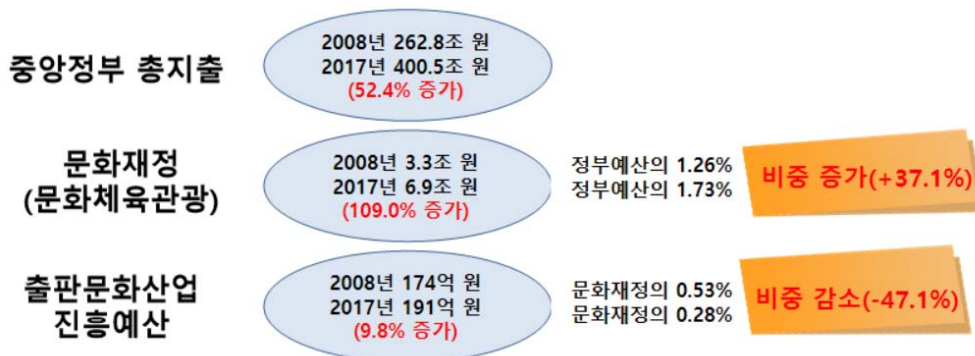 중앙정부 총지출
2008년 262.8조 원
2017년 400.5조 원
(52.4% 증가)
문화재정
(문화체육관광)
2008년 3.3조 원
2017년 6.9조 원
(109.0% 증가)
정부예산의 1.26%
정부예산의 1.73%
비중 증가(+37.1%)
출판문화산업
진흥예산
2008년 174억 원
2017년 191억 원
(9.8% 증가)
문화재정의 0.53%
문화재정의 0.28%
비중 감소(-47.1%)